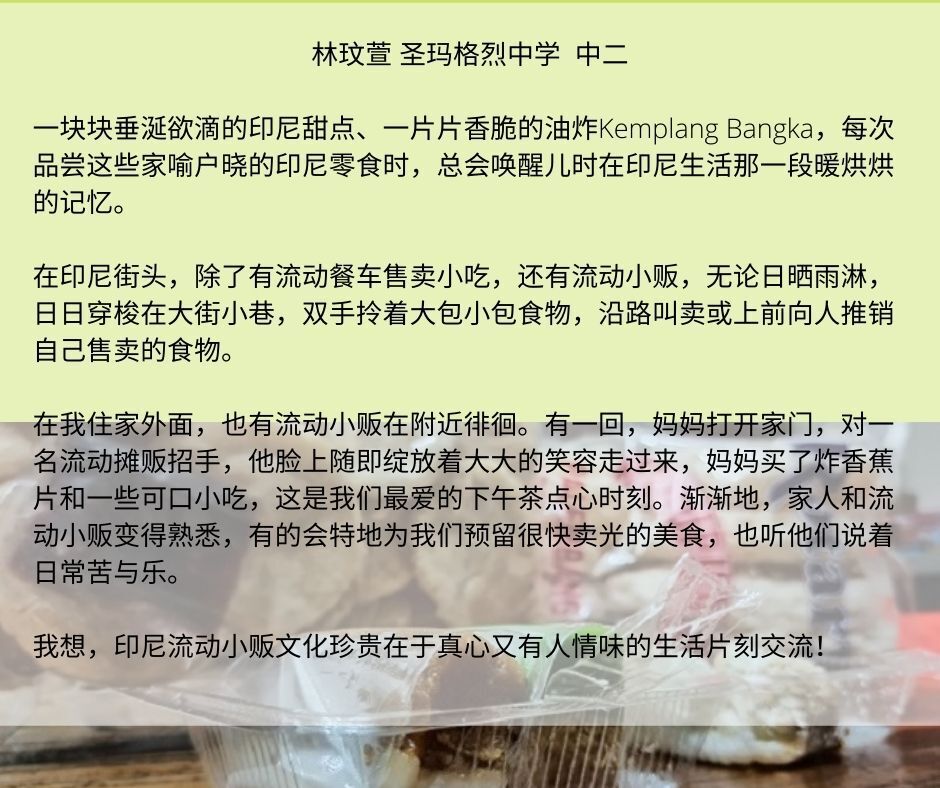 林玟萱 圣玛格烈中学 中二
一块块垂涎欲滴的印尼甜点、一片片香脆的油炸Kemplang Bangka，每次
品尝这些家喻户晓的印尼零食时，总会唤醒儿时在印尼生活那一段暖烘烘
的记忆。
在印尼街头，除了有流动餐车售卖小吃，还有流动小贩，无论日晒雨淋，
日日穿梭在大街小巷，双手拎着大包小包食物，沿路叫卖或上前向人推销
自己售卖的食物。
在我住家外面，也有流动小贩在附近徘徊。有一回，妈妈打开家门，对一
名流动摊贩招手，他脸上随即绽放着大大的笑容走过来，妈妈买了炸香蕉
片和一些可口小吃，这是我们最爱的下午茶点心时刻。渐渐地，家人和流
动小贩变得熟悉，有的会特地为我们预留很快卖光的美食，也听他们说着
日常苦与乐。
我想，印尼流动小贩文化珍贵在于真心又有人情味的生活片刻交流！